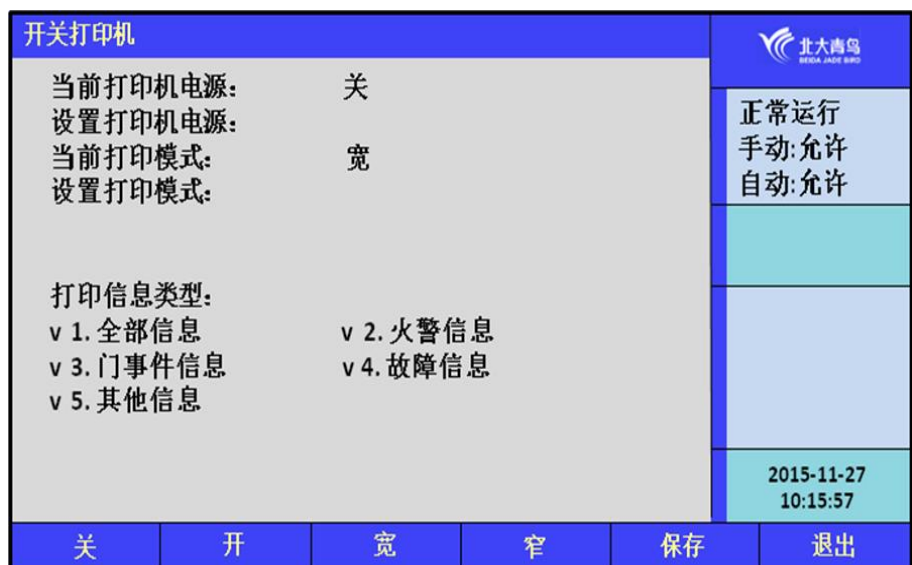 开关打印机
北大青鸟
BEIDA JADE BIRD
当前打印机电源: 关
设置打印机电源:
当前打印模式: 宽
设置打印模式:
正常运行
手动:允许
自动:允许
打印信息类型:
v 1. 全部信息 v 2. 火警信息
v 3. 门事件信息 v 4. 故障信息
v 5. 其他信息
2015-11-27
10:15:57
关 开 宽 窄 保存 退出